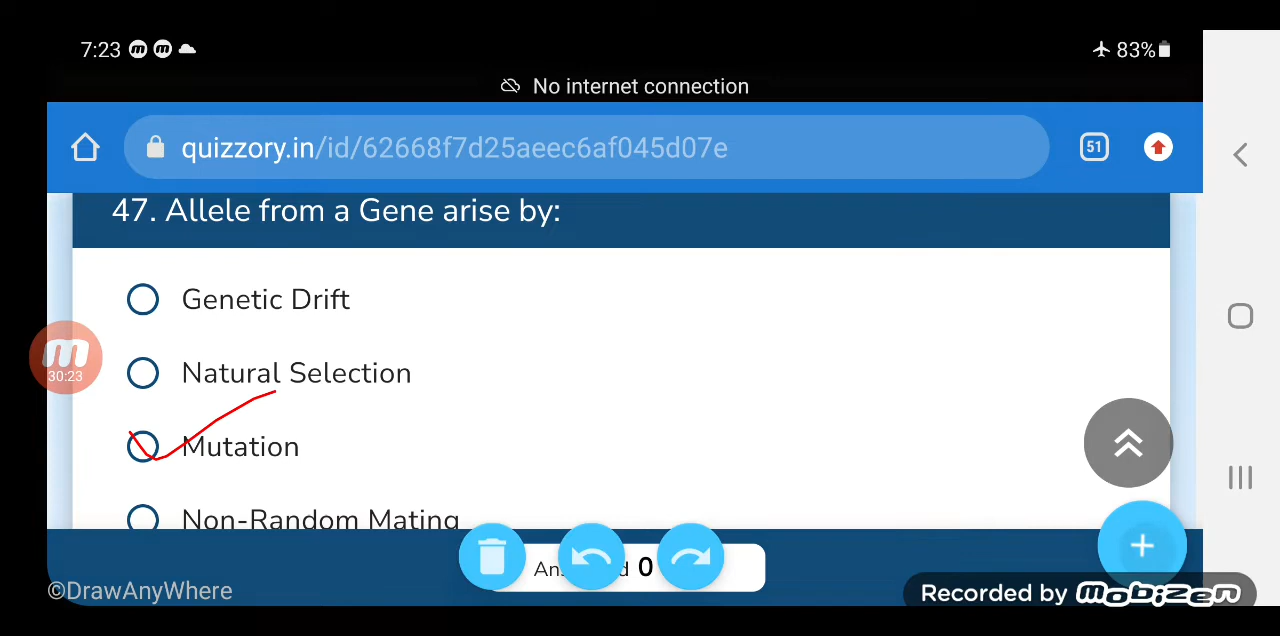 7:23 83%
No internet connection
quizzory.in/id/62668f7d25aeec6af045d07e 51
47. Allele from a Gene arise by:
Genetic Drift
Natural Selection
30:23
Mutation
Non-Random Mating
0
©DrawAnyWhere
Recorded by MOBIZEN